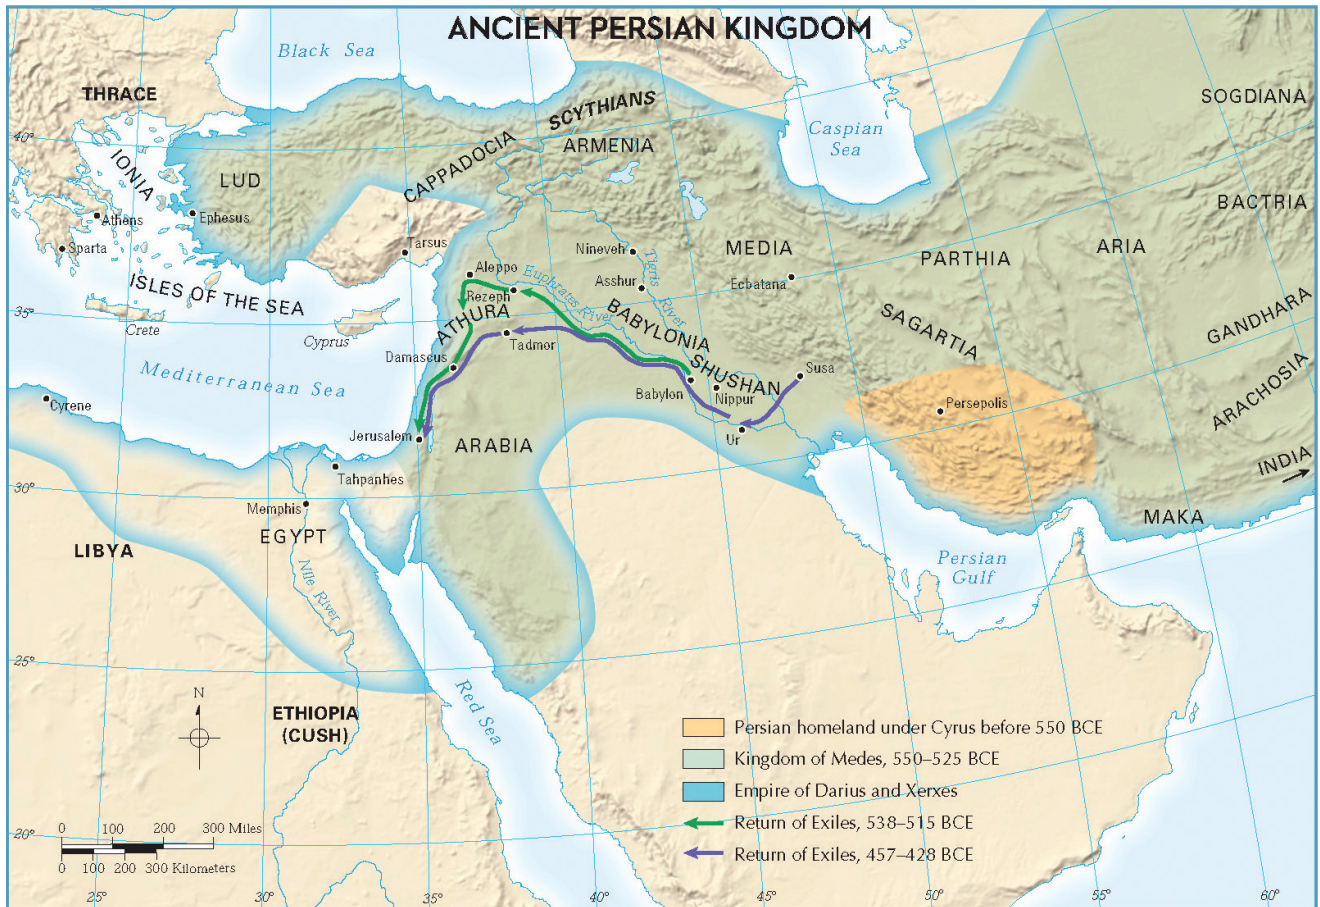 ANCIENT PERSIAN KINGDOM
Black Sea
THRACE
SCYTHIANS
SOGDIANA
Caspian
Sea
40°
IONIA
LUD
CAPPADOCIA
ARMENIA
BACTRIA
Athens
Ephesus
Sparta
Tarsus
Nineveh
Tigris River
MEDIA
PARTHIA
ARIA
Aleppo
Rezeph
Euphrates
River
Asshur
Ecbatana
ISLES OF THE SEA
35°
Crete
Cyprus
ATHURA
BABYLONIA
SAGARTIA
GANDHARA
Tadmor
Damascus
SHUSHAN
Susa
Mediterranean Sea
Babylon
Nippur
Persepolis
ARACHOSIA
Cyrene
Jerusalem
ARABIA
Ur
INDIA
Tahpanhes
30°
Memphis
EGYPT
MAKA
LIBYA
Nile River
Persian
Gulf
25°
Red Sea
N
ETHIOPIA
(CUSH)
Persian homeland under Cyrus before 550 BCE
Kingdom of Medes, 550–525 BCE
Empire of Darius and Xerxes
Return of Exiles, 538–515 BCE
Return of Exiles, 457–428 BCE
20°
0 100 200 300 Miles
0 100 200 300 Kilometers
25° 30° 35° 40° 45° 50° 55° 60°